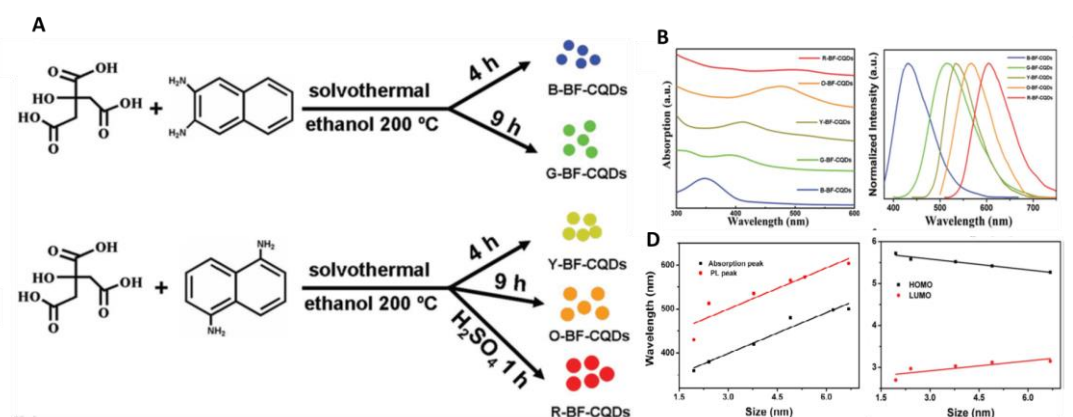 A
O
OH
HO
OH
O
HO
O
+
H₂N
H₂N
solvothermal
ethanol 200 ºC
4 h
9 h
B-BF-CQDs
G-BF-CQDs
O
OH
HO
OH
O
HO
O
+
NH₂
NH₂
solvothermal
ethanol 200 ºC
4 h
9 h
H₂SO₄ 1 h
Y-BF-CQDs
O-BF-CQDs
R-BF-CQDs
B
Absorption (a.u.)
R-BF-CQDs
O-BF-CQDs
Y-BF-CQDs
G-BF-CQDs
B-BF-CQDs
300 400 500 600
Wavelength (nm)
Normalized Intensity (a.u.)
B-BF-CQDs
G-BF-CQDs
Y-BF-CQDs
O-BF-CQDs
R-BF-CQDs
400 500 600 700
Wavelength (nm)
D
Wavelength (nm)
600
500
400
Absorption peak
PL peak
1.5 3.0 4.5 6.0
Size (nm)
6
5
4
3
HOMO
LUMO
1.5 3.0 4.5 6.0
Size (nm)